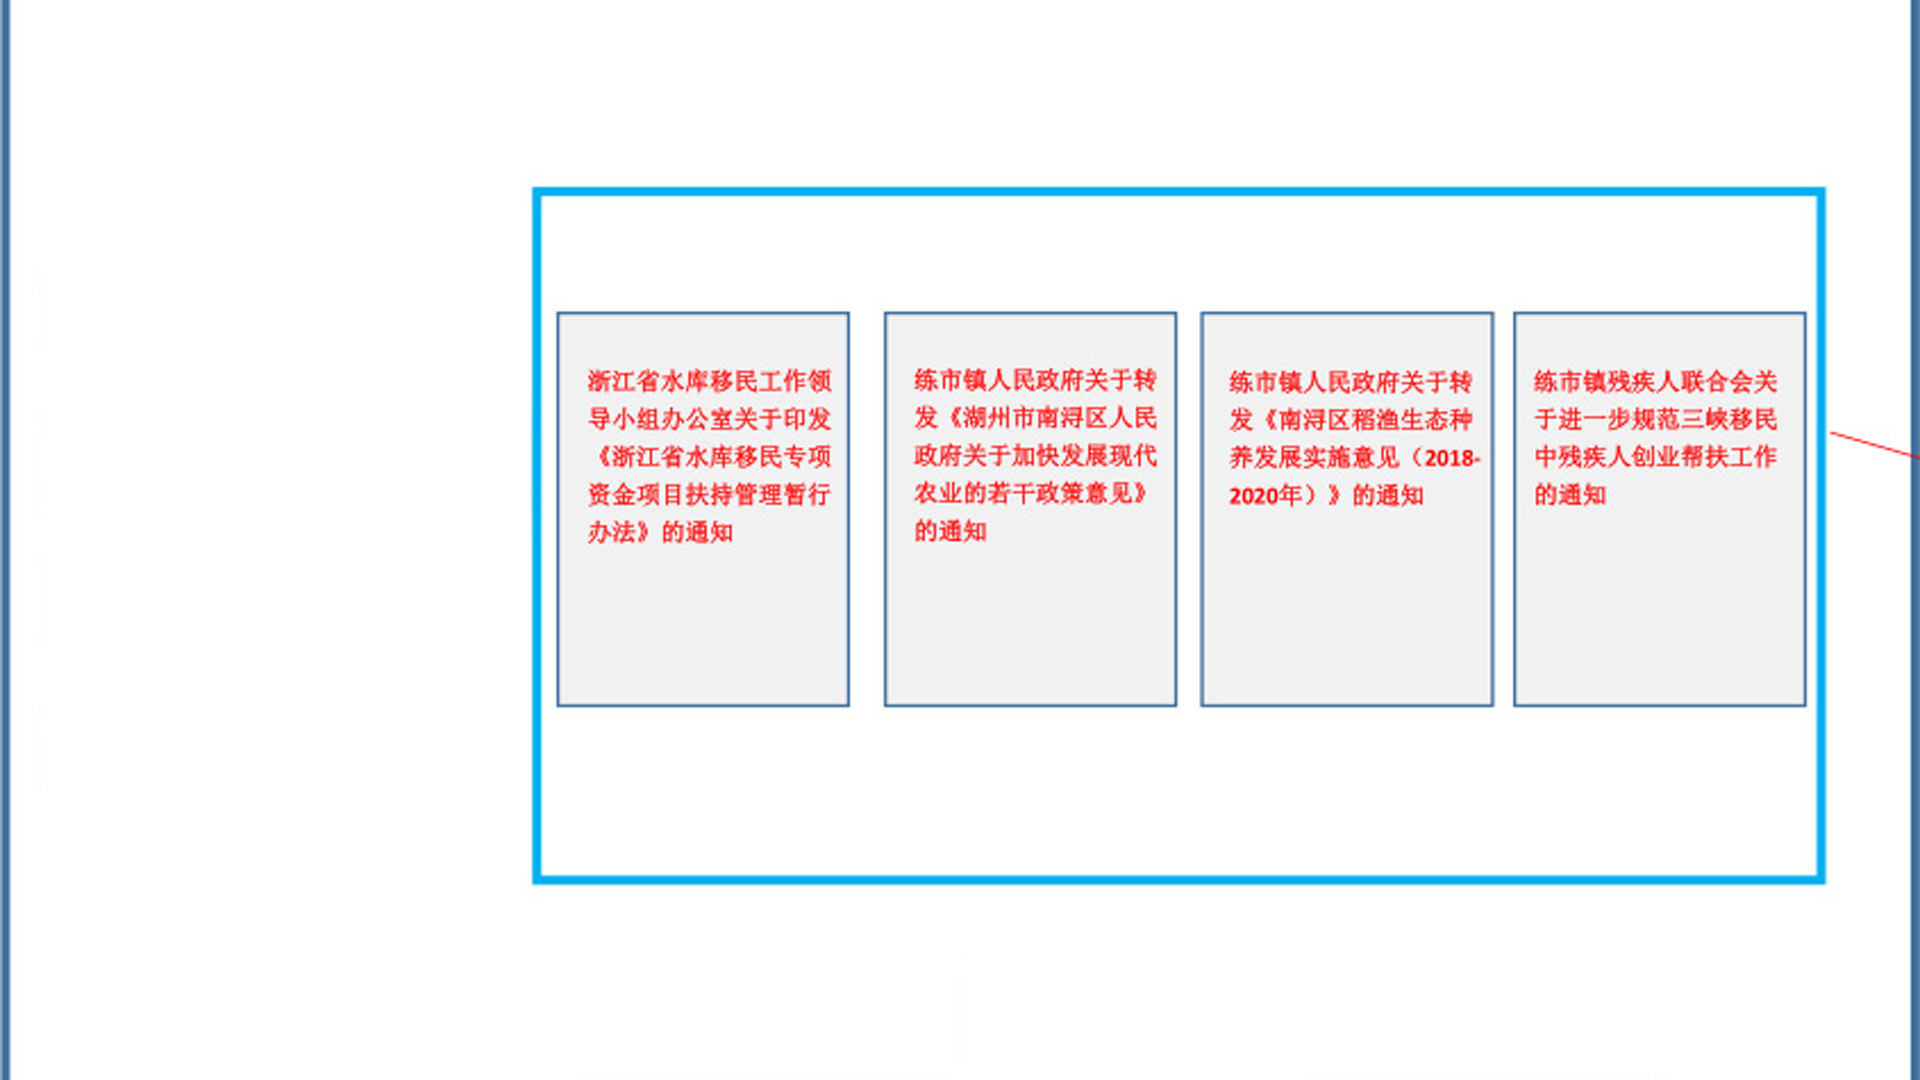 浙江省水库移民工作领
导小组办公室关于印发
《浙江省水库移民专项
资金项目扶持管理暂行
办法》的通知
练市镇人民政府关于转
发《湖州市南浔区人民
政府关于加快发展现代
农业的若干政策意见》
的通知
练市镇人民政府关于转
发《南浔区稻渔生态种
养发展实施意见（2018-
2020年）》的通知
练市镇残疾人联合会关
于进一步规范三峡移民
中残疾人创业帮扶工作
的通知